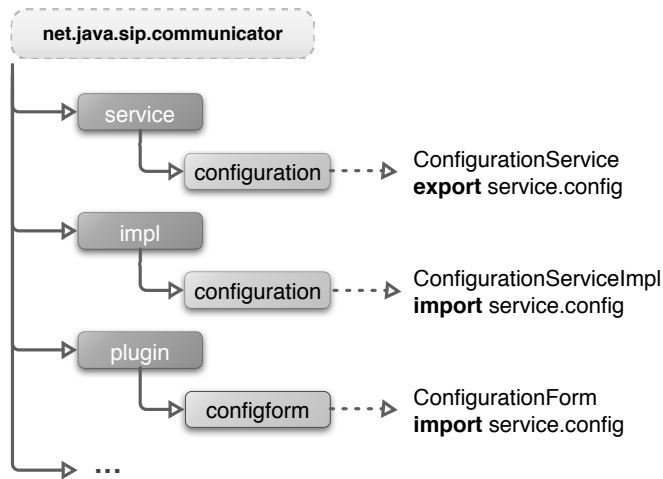 net.java.sip.communicator
service
configuration
ConfigurationService
export service.config
impl
configuration
ConfigurationServiceImpl
import service.config
plugin
configform
ConfigurationForm
import service.config
...